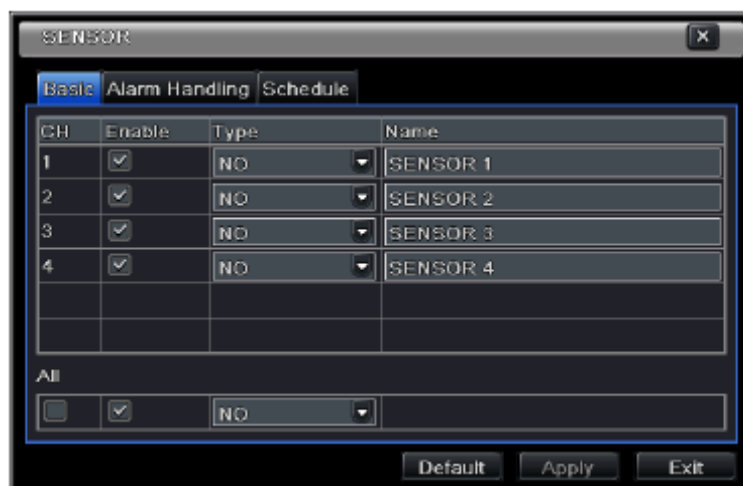 SENSOR
Basic Alarm Handling Schedule
CH Enable Type Name
1 NO SENSOR 1
2 NO SENSOR 2
3 NO SENSOR 3
4 NO SENSOR 4
All
NO
Default Apply Exit